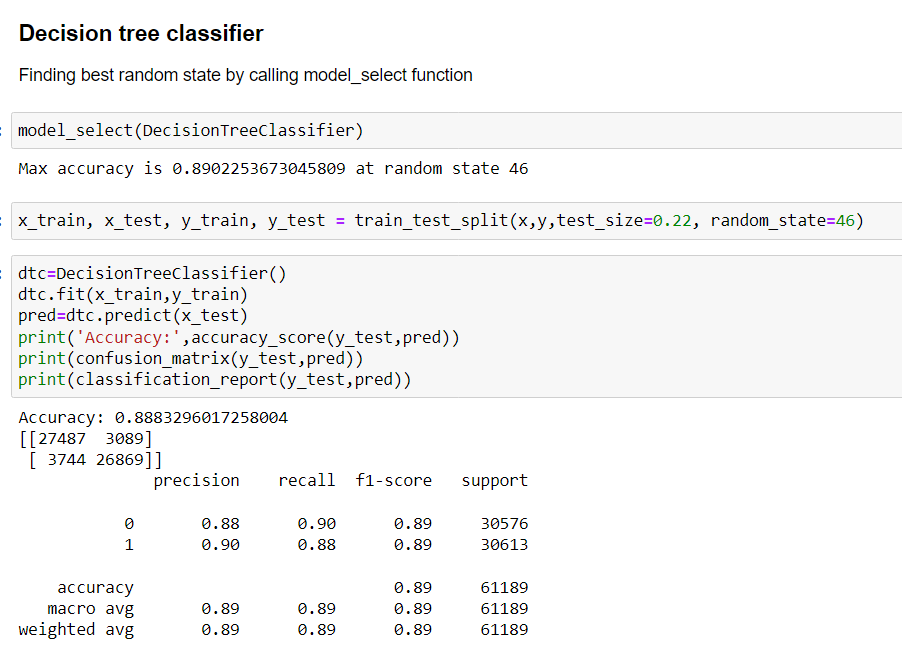 Decision tree classifier
Finding best random state by calling model_select function
model_select(DecisionTreeClassifier)
Max accuracy is 0.8902253673045809 at random state 46
x_train, x_test, y_train, y_test = train_test_split(x,y,test_size=0.22, random_state=46)
dtc=DecisionTreeClassifier()
dtc.fit(x_train,y_train)
pred=dtc.predict(x_test)
print('Accuracy:',accuracy_score(y_test,pred))
print(confusion_matrix(y_test,pred))
print(classification_report(y_test,pred))
Accuracy: 0.8883296017258004
[[27487  3089]
 [ 3744 26869]]
              precision    recall  f1-score   support
           0       0.88      0.90      0.89     30576
           1       0.90      0.88      0.89     30613
    accuracy                           0.89     61189
   macro avg       0.89      0.89      0.89     61189
weighted avg       0.89      0.89      0.89     61189